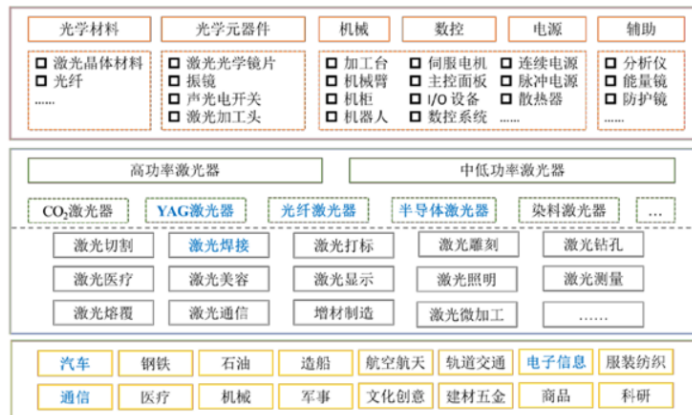 光学材料 光学元器件 机械 数控 电源 辅助
激光晶体材料 激光光学镜片 加工台 伺服电机 连续电源 分析仪
光纤 振镜 机械臂 主控面板 脉冲电源 能量镜
...... 声光电开关 机柜 I/O 设备 散热器 防护镜
激光加工头 机器人 数控系统 ...... ......
高功率激光器 中低功率激光器
CO₂激光器 YAG激光器 光纤激光器 半导体激光器 染料激光器 ...
激光切割 激光焊接 激光打标 激光雕刻 激光钻孔
激光医疗 激光美容 激光显示 激光照明 激光测量
激光熔覆 激光通信 增材制造 激光微加工 ......
汽车 钢铁 石油 造船 航空航天 轨道交通 电子信息 服装纺织
通信 医疗 机械 军事 文化创意 建材五金 商品 科研